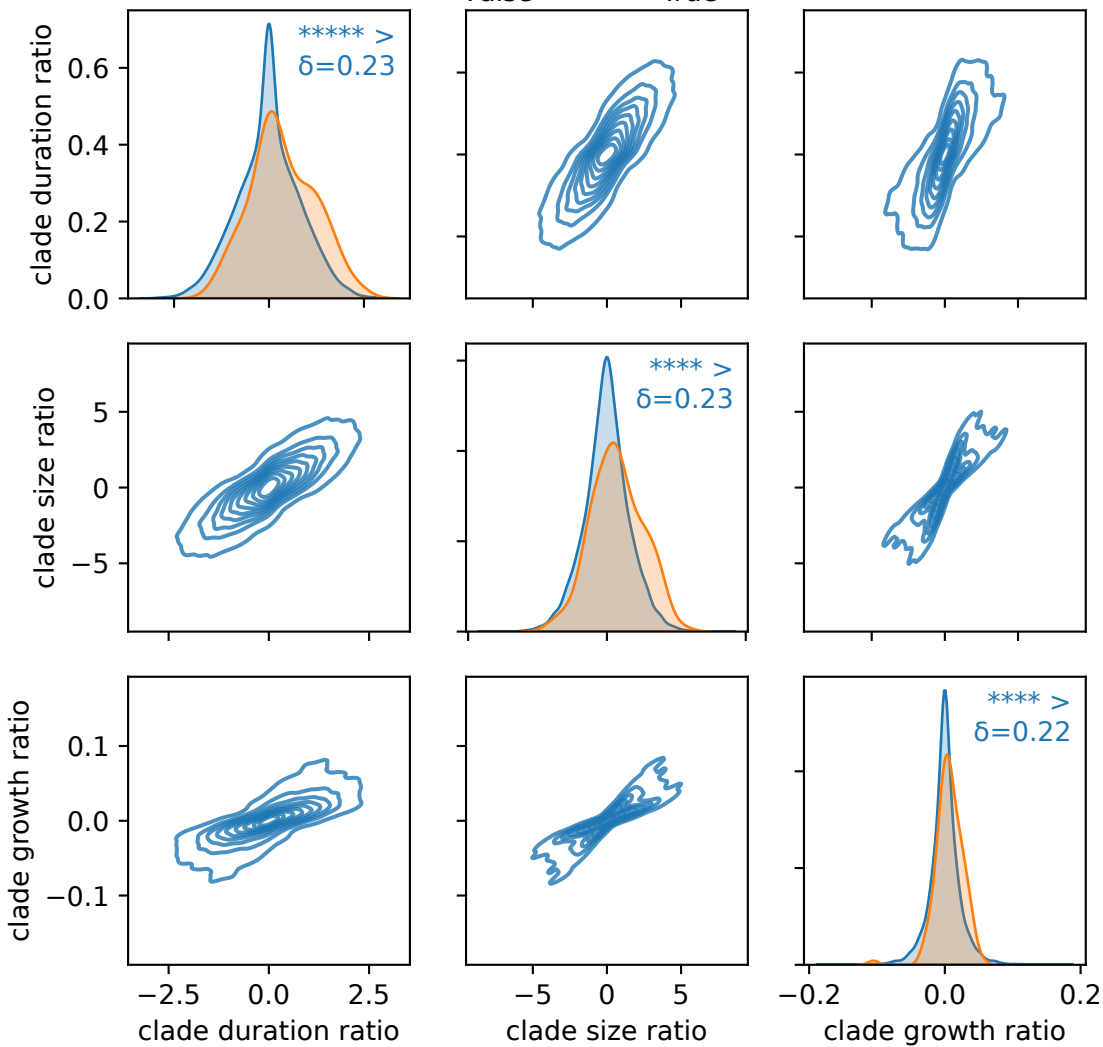 clade duration ratio
0.6
0.4
0.2
0.0
***** >
δ=0.23
clade size ratio
5
0
−5
**** >
δ=0.23
clade growth ratio
0.1
0.0
−0.1
**** >
δ=0.22
−2.5 0.0 2.5
−5 0 5
−0.2 0.0 0.2
clade duration ratio
clade size ratio
clade growth ratio